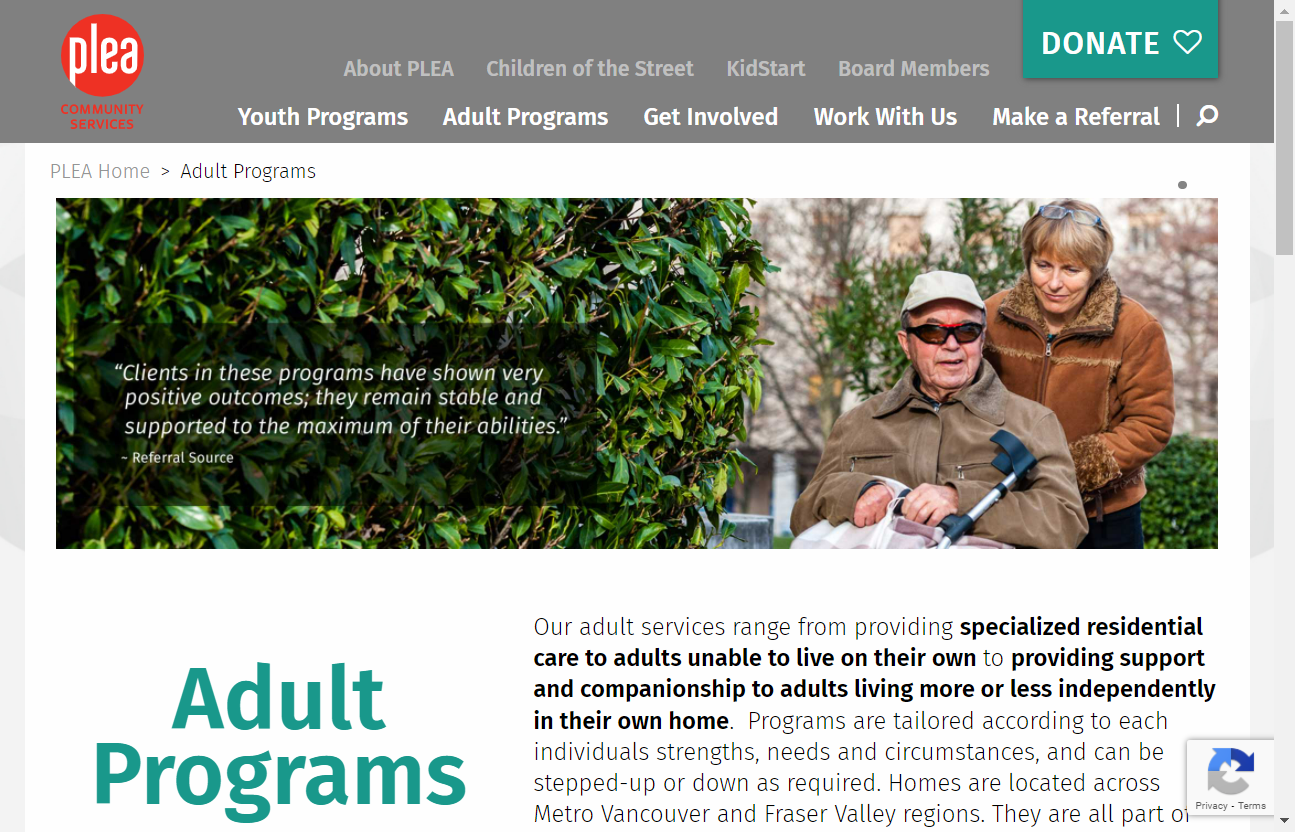 plea
COMMUNITY
SERVICES
DONATE
About PLEA Children of the Street KidStart Board Members
Youth Programs Adult Programs Get Involved Work With Us Make a Referral
PLEA Home > Adult Programs
“Clients in these programs have shown very
positive outcomes; they remain stable and
supported to the maximum of their abilities.”
~ Referral Source
Adult
Programs
Our adult services range from providing specialized residential
care to adults unable to live on their own to providing support
and companionship to adults living more or less independently
in their own home. Programs are tailored according to each
individuals strengths, needs and circumstances, and can be
stepped-up or down as required. Homes are located across
Metro Vancouver and Fraser Valley regions. They are all part of
Privacy - Terms